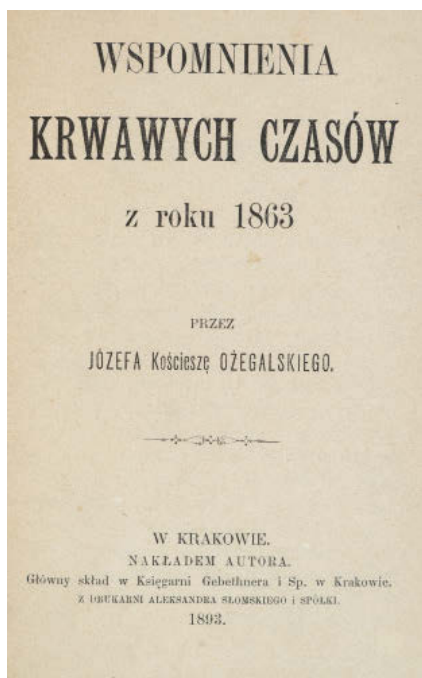 WSPOMNIENIA
KRWAWYCH CZASÓW
z roku 1863
PRZEZ
JÓZEFA Kościeszę OŻEGALSKIEGO.
W KRAKOWIE.
NAKŁADEM AUTORA.
Główny skład w Księgarni Gebethnera i Sp. w Krakowie.
Z DRUKARNI ALEKSANDRA SŁOMSKIEGO i SPÓŁKI.
1893.